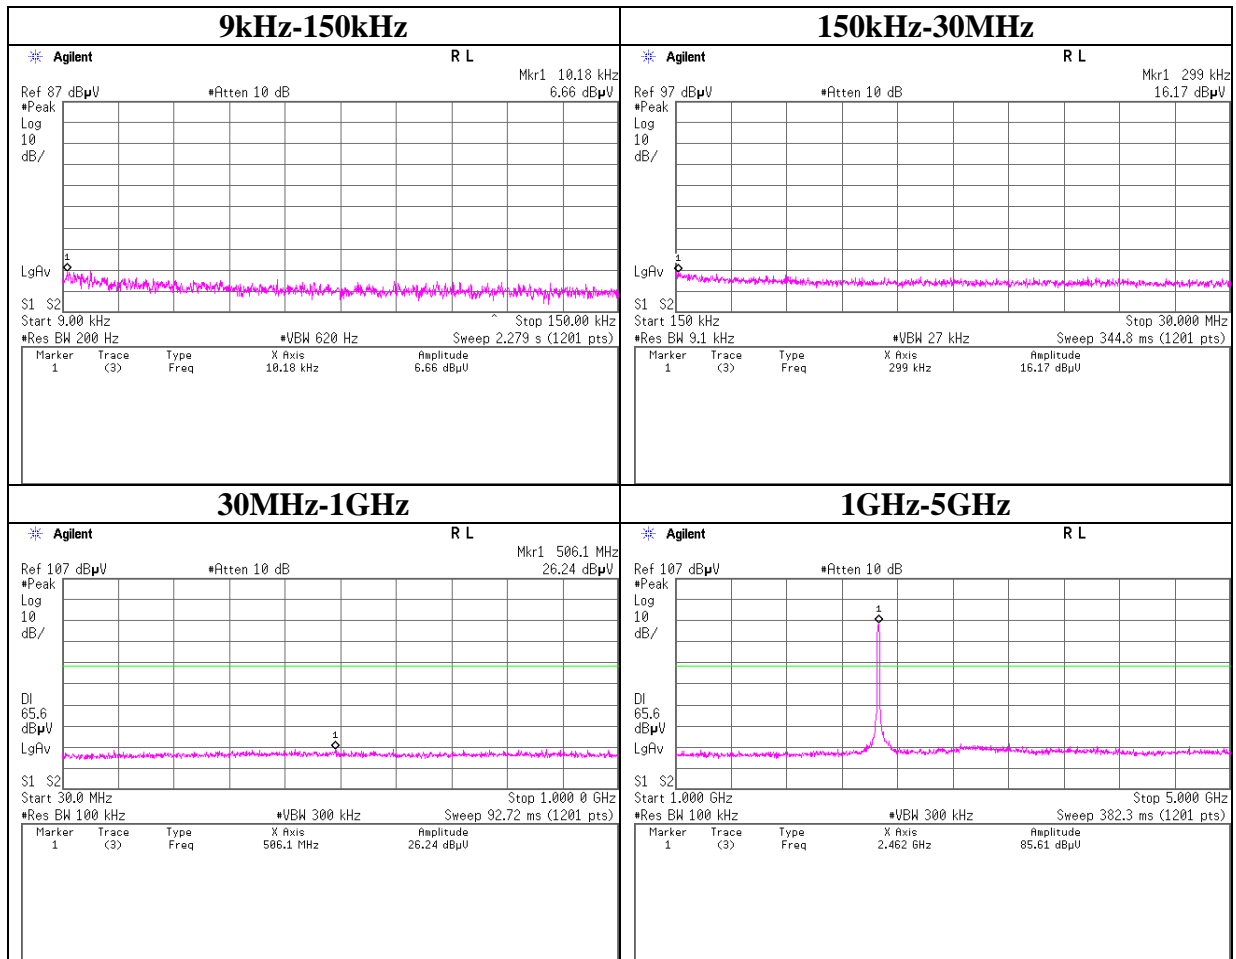 9kHz-150kHz
Agilent R L
Mkr1 10.18 kHz
Ref 87 dBµV #Atten 10 dB 6.66 dBµV
#Peak
Log
10
dB/
1
LgAv
S1 S2
Start 9.00 kHz ^ Stop 150.00 kHz
#Res BW 200 Hz #VBW 620 Hz Sweep 2.279 s (1201 pts)
Marker Trace Type X Axis Amplitude
1 (3) Freq 10.18 kHz 6.66 dBµV
150kHz-30MHz
Agilent R L
Mkr1 299 kHz
Ref 97 dBµV #Atten 10 dB 16.17 dBµV
#Peak
Log
10
dB/
1
LgAv
S1 S2
Start 150 kHz Stop 30.000 MHz
#Res BW 9.1 kHz #VBW 27 kHz Sweep 344.8 ms (1201 pts)
Marker Trace Type X Axis Amplitude
1 (3) Freq 299 kHz 16.17 dBµV
30MHz-1GHz
Agilent R L
Mkr1 506.1 MHz
Ref 107 dBµV #Atten 10 dB 26.24 dBµV
#Peak
Log
10
dB/
DI
65.6
dBµV
1
LgAv
S1 S2
Start 30.0 MHz Stop 1.000 0 GHz
#Res BW 100 kHz #VBW 300 kHz Sweep 92.72 ms (1201 pts)
Marker Trace Type X Axis Amplitude
1 (3) Freq 506.1 MHz 26.24 dBµV
1GHz-5GHz
Agilent R L
Ref 107 dBµV #Atten 10 dB
#Peak
Log
10
dB/
1
DI
65.6
dBµV
LgAv
S1 S2
Start 1.000 GHz Stop 5.000 GHz
#Res BW 100 kHz #VBW 300 kHz Sweep 382.3 ms (1201 pts)
Marker Trace Type X Axis Amplitude
1 (3) Freq 2.462 GHz 85.61 dBµV